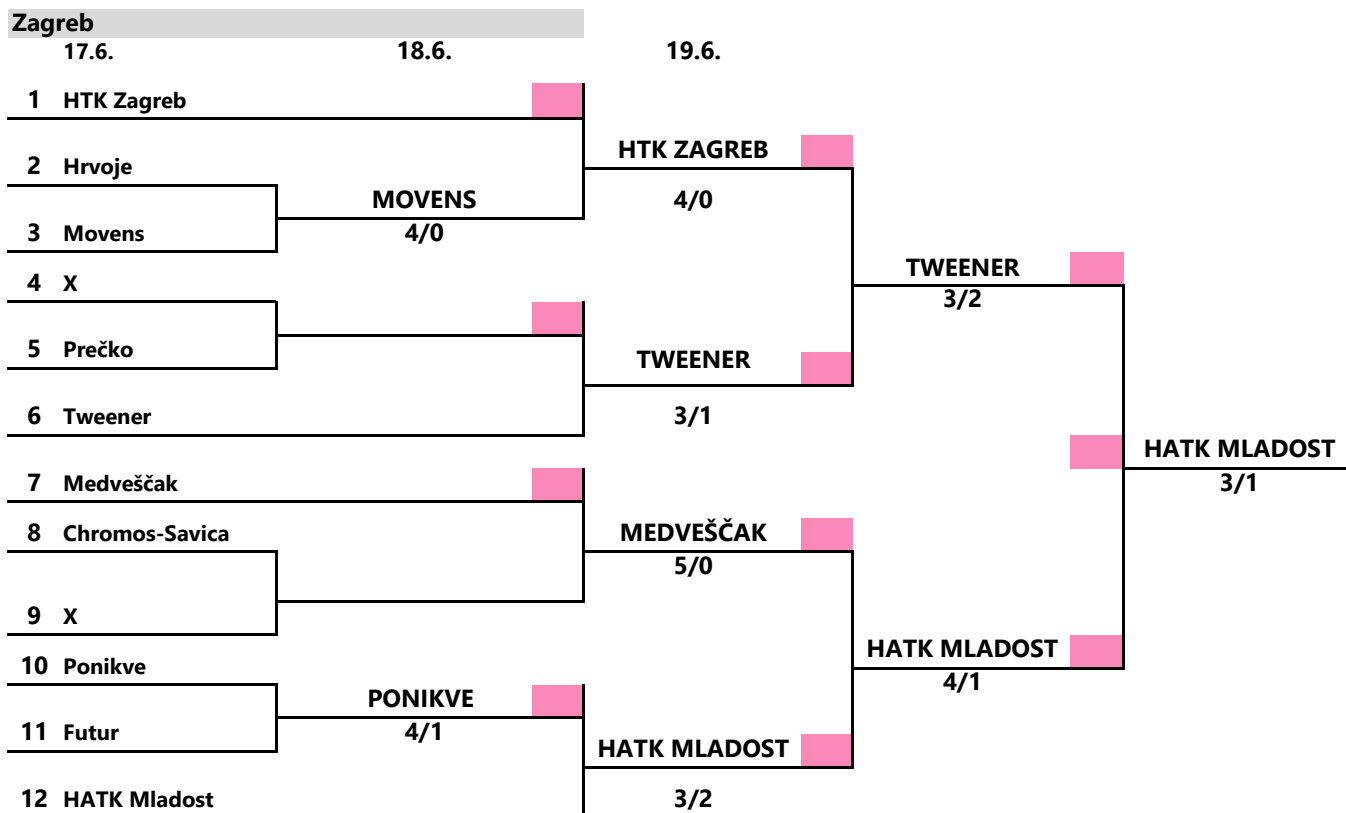 Zagreb
17.6. 18.6. 19.6.
1 HTK Zagreb
HTK ZAGREB
2 Hrvoje
MOVENS 4/0
3 Movens 4/0
TWEENER
4 X
3/2
5 Prečko
TWEENER
6 Tweener 3/1
HATK MLADOST
7 Medveščak 3/1
8 Chromos-Savica MEDVEŠČAK
5/0
9 X
HATK MLADOST
10 Ponikve
4/1
PONIKVE
11 Futur 4/1
HATK MLADOST
12 HATK Mladost 3/2